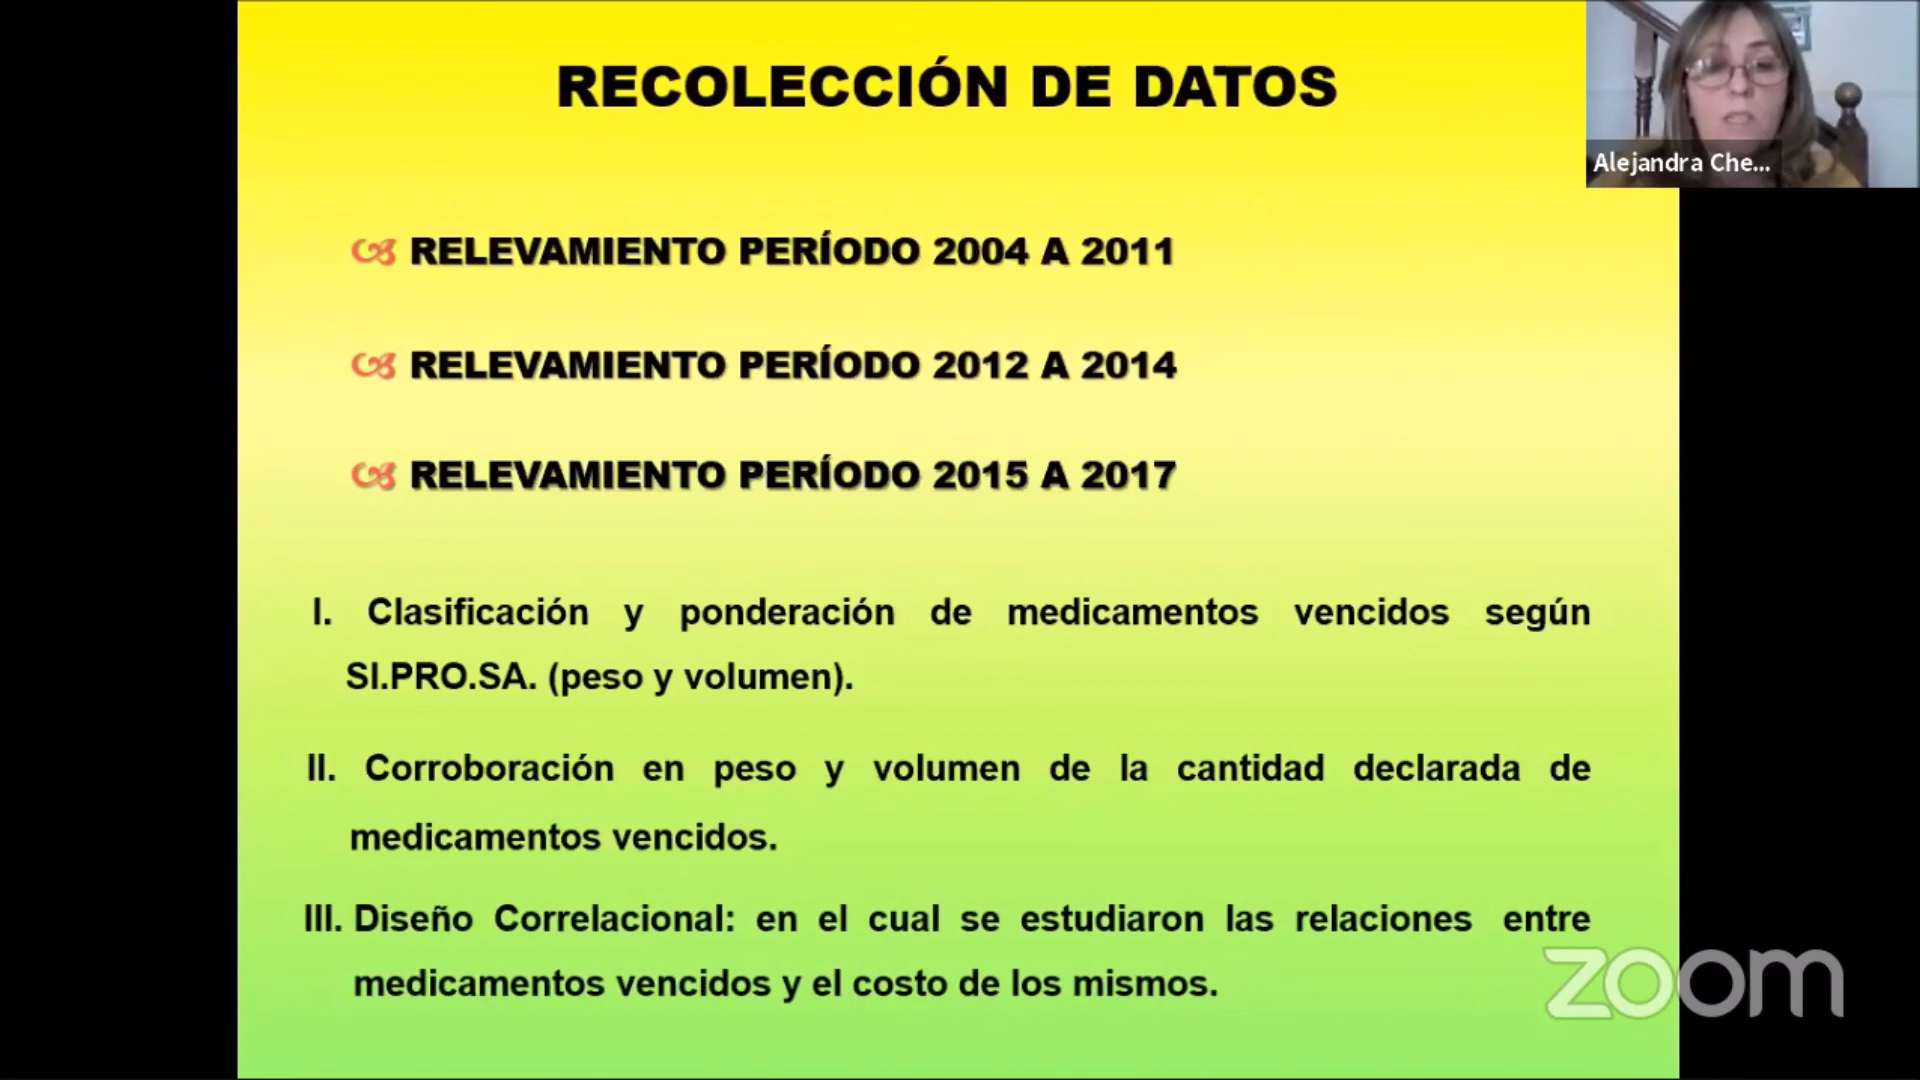 RECOLECCIÓN DE DATOS
Alejandra Che...
RELEVAMIENTO PERÍODO 2004 A 2011
RELEVAMIENTO PERÍODO 2012 A 2014
RELEVAMIENTO PERÍODO 2015 A 2017
I. Clasificación y ponderación de medicamentos vencidos según
SI.PRO.SA. (peso y volumen).
II. Corroboración en peso y volumen de la cantidad declarada de
medicamentos vencidos.
III. Diseño Correlacional: en el cual se estudiaron las relaciones entre
medicamentos vencidos y el costo de los mismos.
zoom